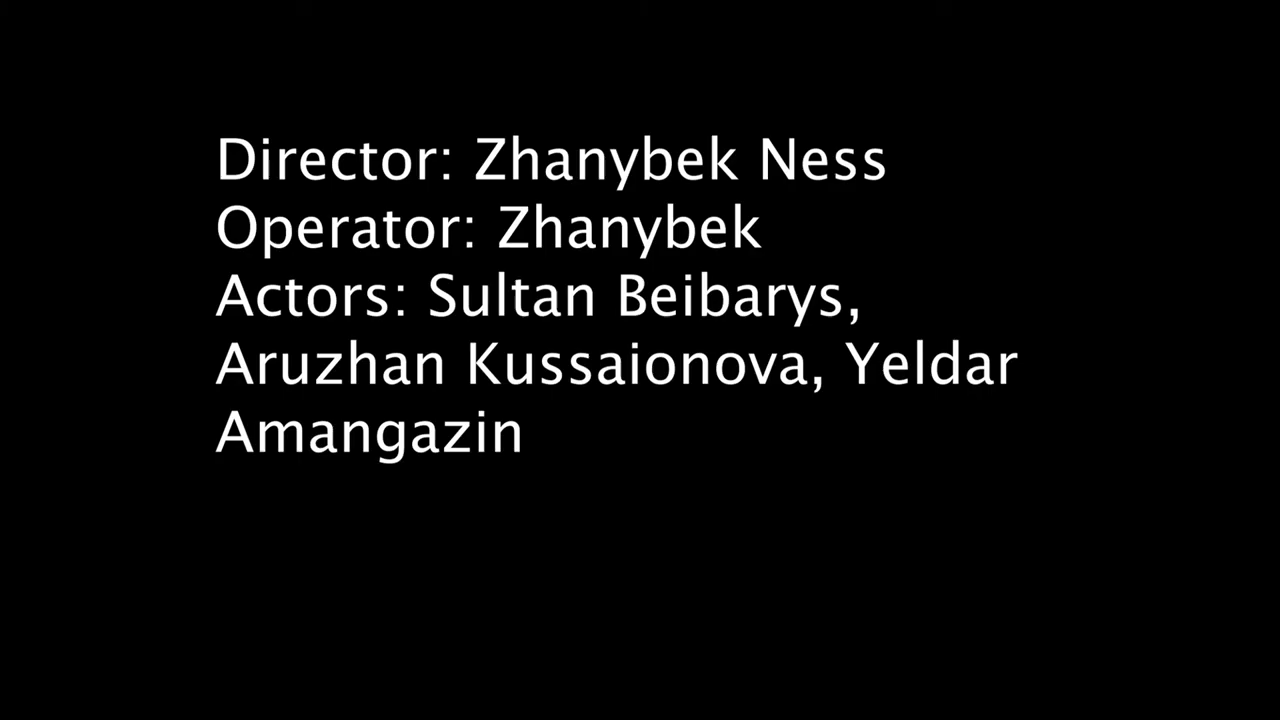 Director: Zhanybek Ness
Operator: Zhanybek
Actors: Sultan Beibarys,
Aruzhan Kussaionova, Yeldar
Amangazin